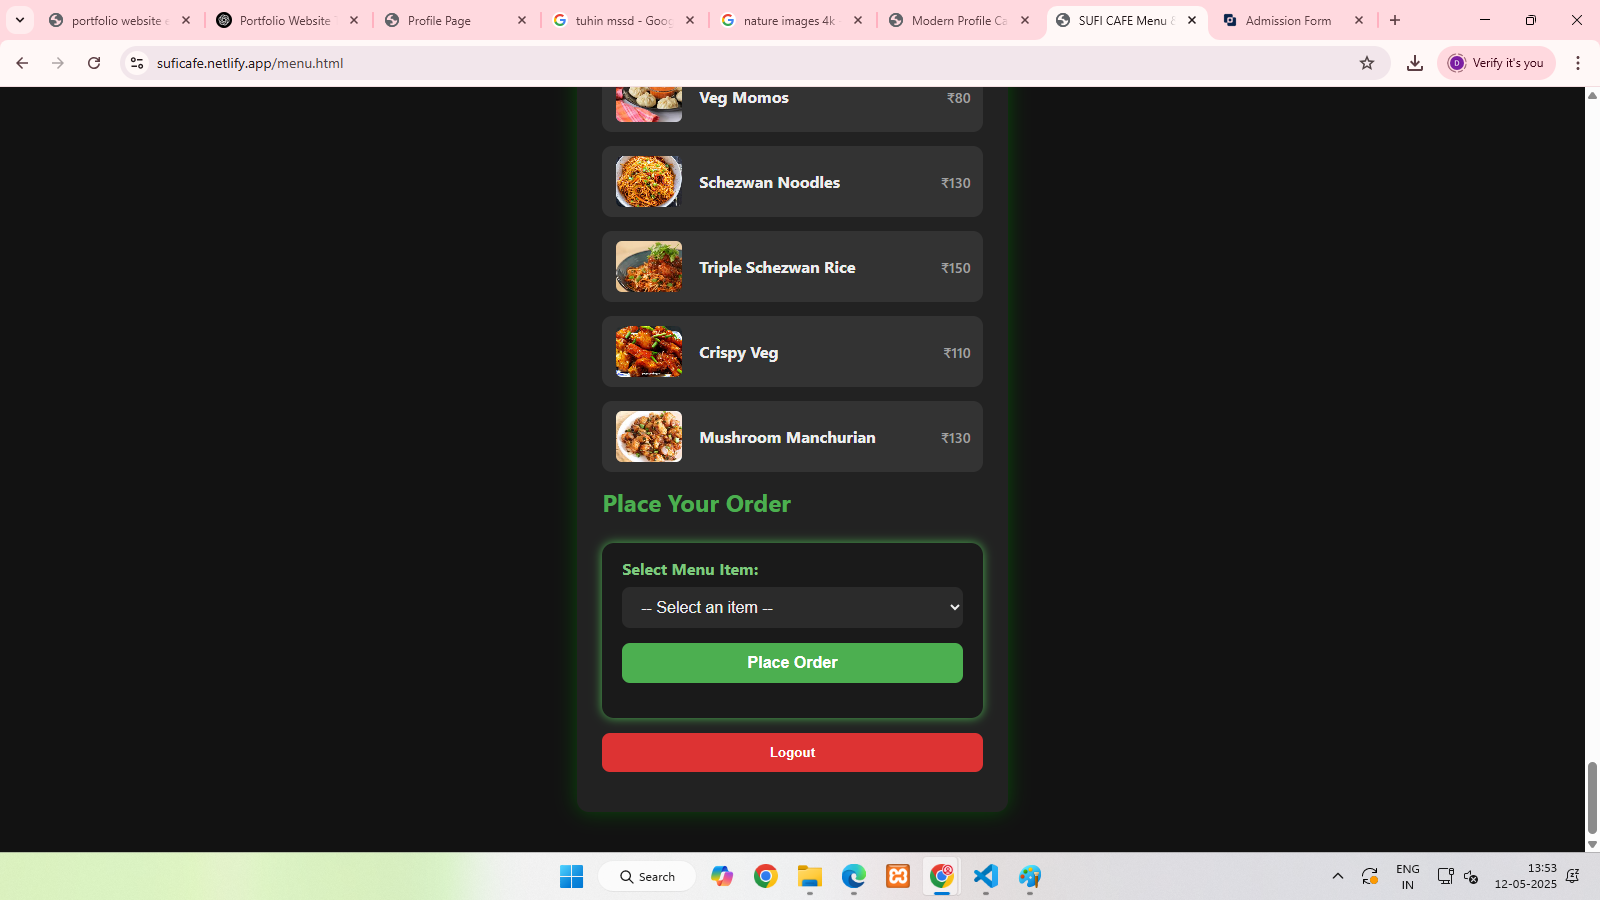 portfolio website e
Portfolio Website
Profile Page
tuhin mssd - Goog
nature images 4k
Modern Profile Ca
SUFI CAFE Menu &
Admission Form
suficafe.netlify.app/menu.html
D
Verify it's you
Veg Momos ₹80
Schezwan Noodles ₹130
Triple Schezwan Rice ₹150
Crispy Veg ₹110
Mushroom Manchurian ₹130
Place Your Order
Select Menu Item:
-- Select an item --
Place Order
Logout
Search
ENG
IN
13:53
12-05-2025